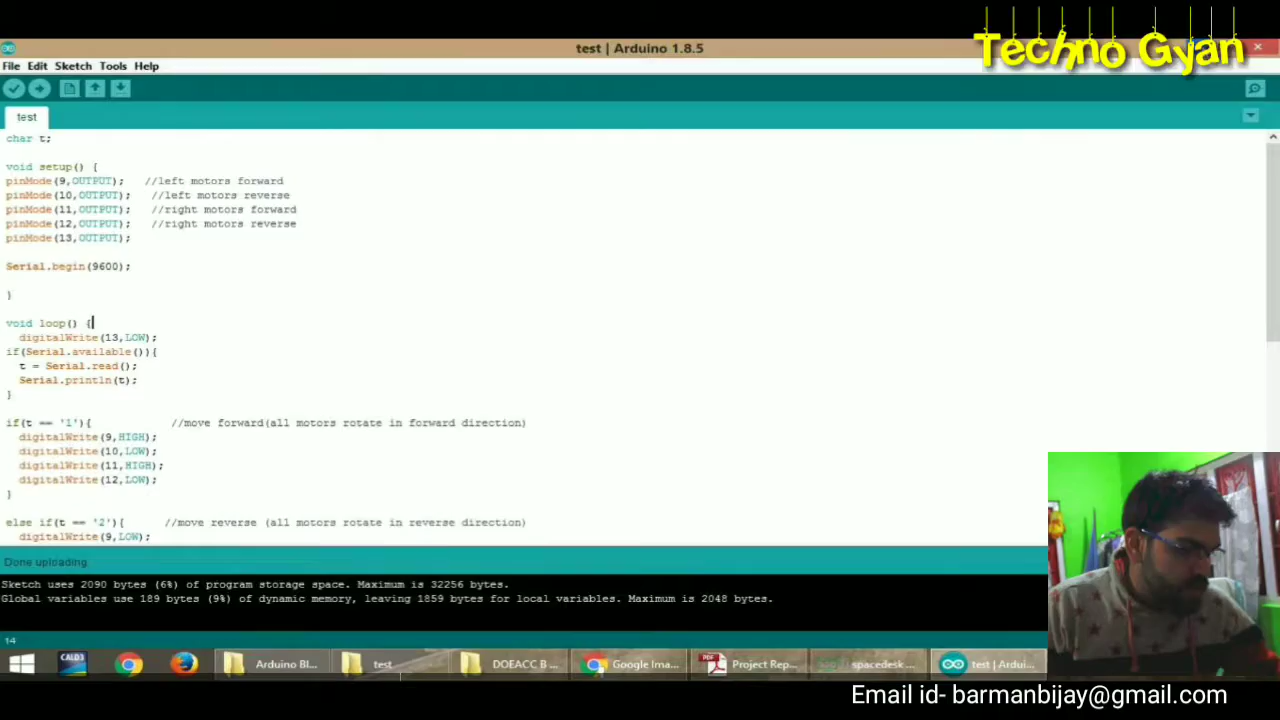 Techno Gyan
test | Arduino 1.8.5
File Edit Sketch Tools Help
test
char t;
void setup() {
pinMode(9,OUTPUT);   //left motors forward
pinMode(10,OUTPUT);   //left motors reverse
pinMode(11,OUTPUT);   //right motors forward
pinMode(12,OUTPUT);   //right motors reverse
pinMode(13,OUTPUT);
Serial.begin(9600);
}
void loop() {
digitalWrite(13,LOW);
if(Serial.available()){
t = Serial.read();
Serial.println(t);
}
if(t == '1'){            //move forward(all motors rotate in forward direction)
digitalWrite(9,HIGH);
digitalWrite(10,LOW);
digitalWrite(11,HIGH);
digitalWrite(12,LOW);
}
else if(t == '2'){      //move reverse (all motors rotate in reverse direction)
digitalWrite(9,LOW);
Done uploading.
Sketch uses 2090 bytes (6%) of program storage space. Maximum is 32256 bytes.
Global variables use 189 bytes (9%) of dynamic memory, leaving 1859 bytes for local variables. Maximum is 2048 bytes.
14
CALD3 Arduino Bl... test DOEACC B ... Google Ima... Project Rep... spacedesk ... test | Ardui...
Email id- barmanbijay@gmail.com